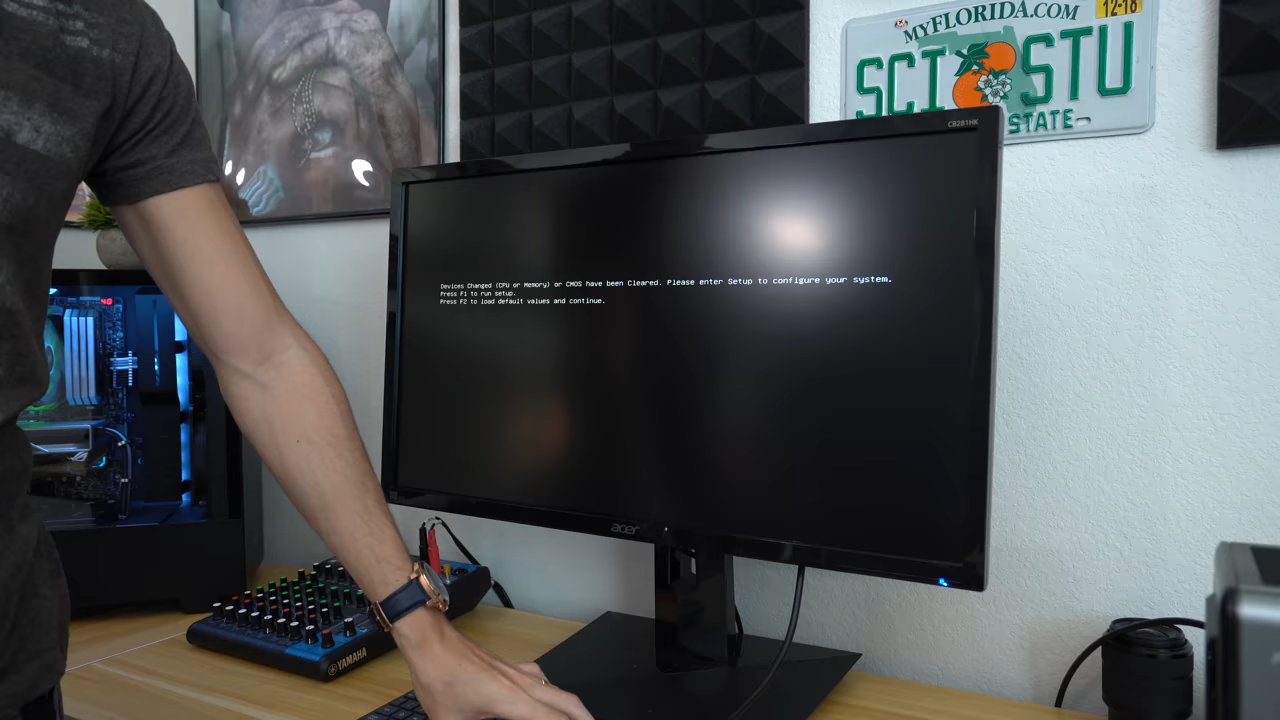 MYFLORIDA.COM
12-18
SCI STU
STATE
CB281HK
Devices Changed (CPU or Memory) or CMOS have been Cleared. Please enter Setup to configure your system.
Press F1 to run setup.
Press F2 to load default values and continue.
40
acer
YAMAHA